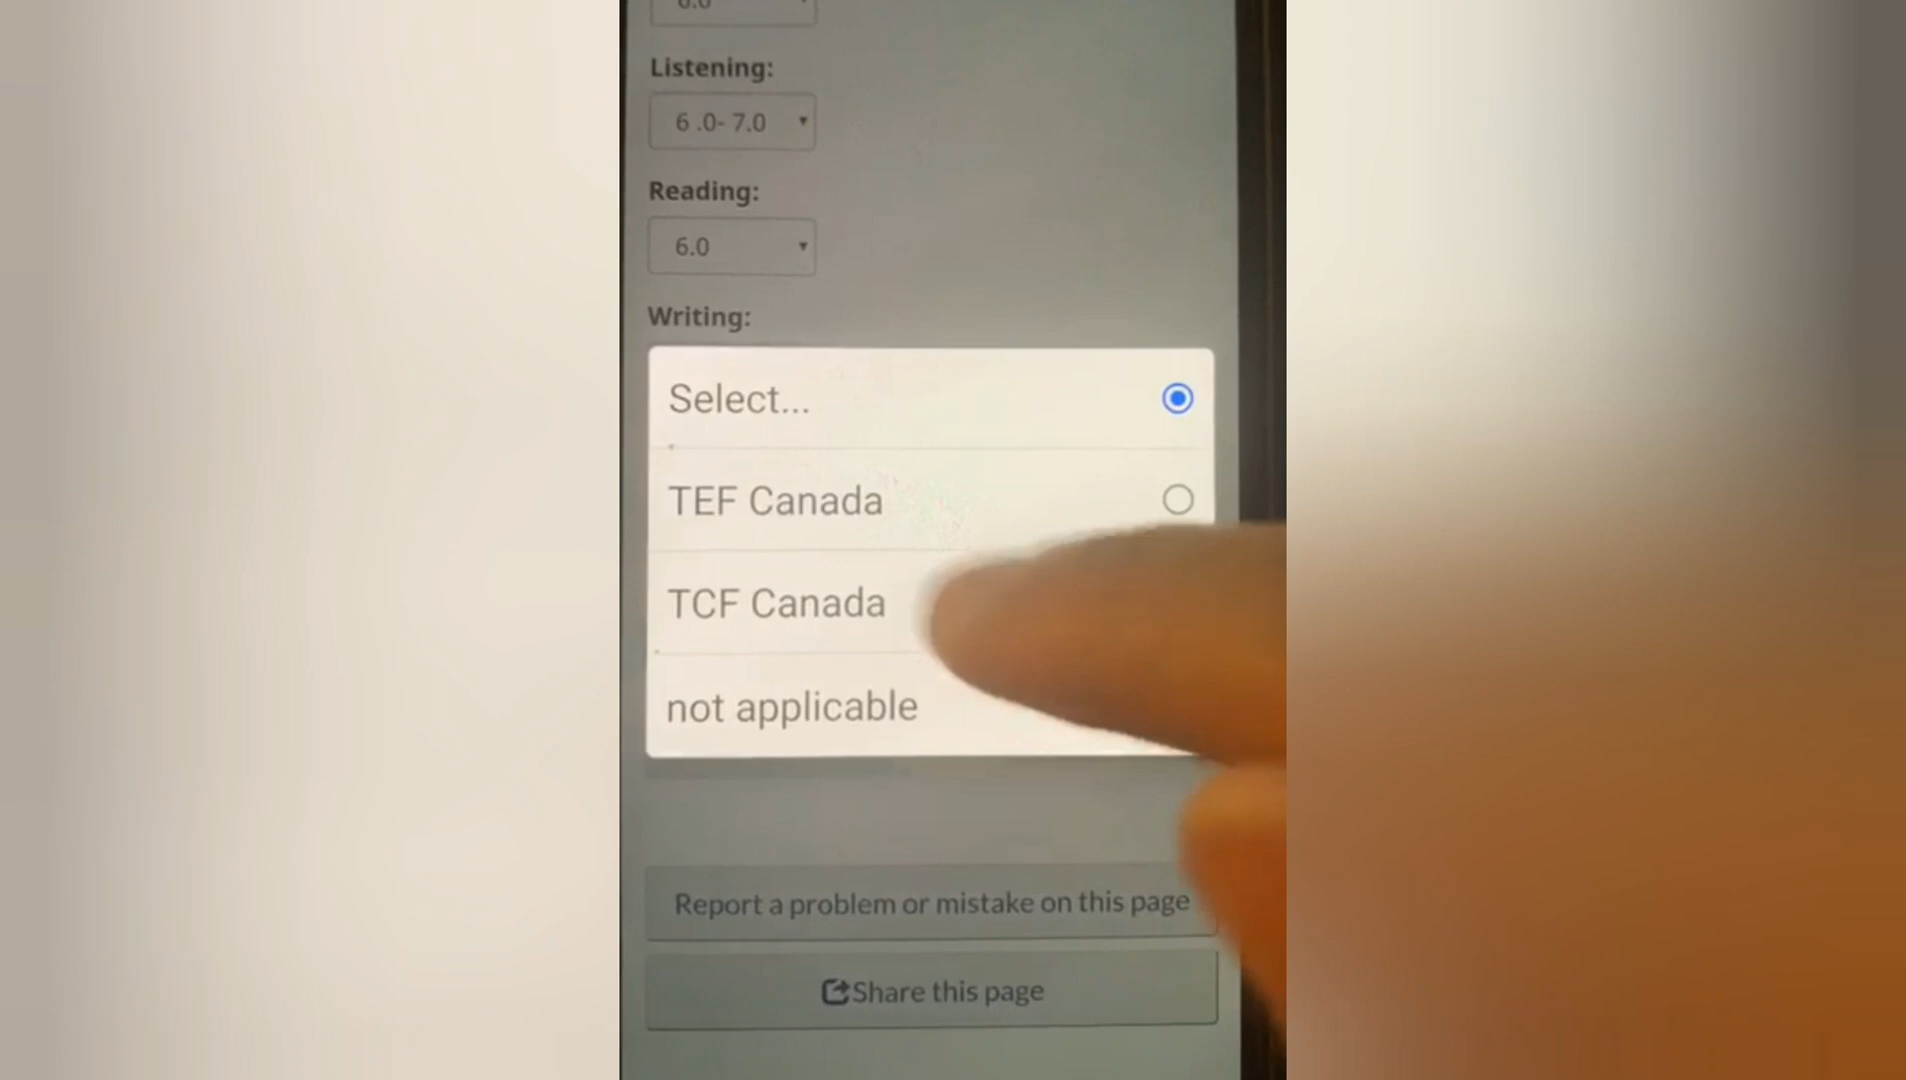 Listening:
6 .0- 7.0
Reading:
6.0
Writing:
Select...
TEF Canada
TCF Canada
not applicable
Report a problem or mistake on this page
Share this page